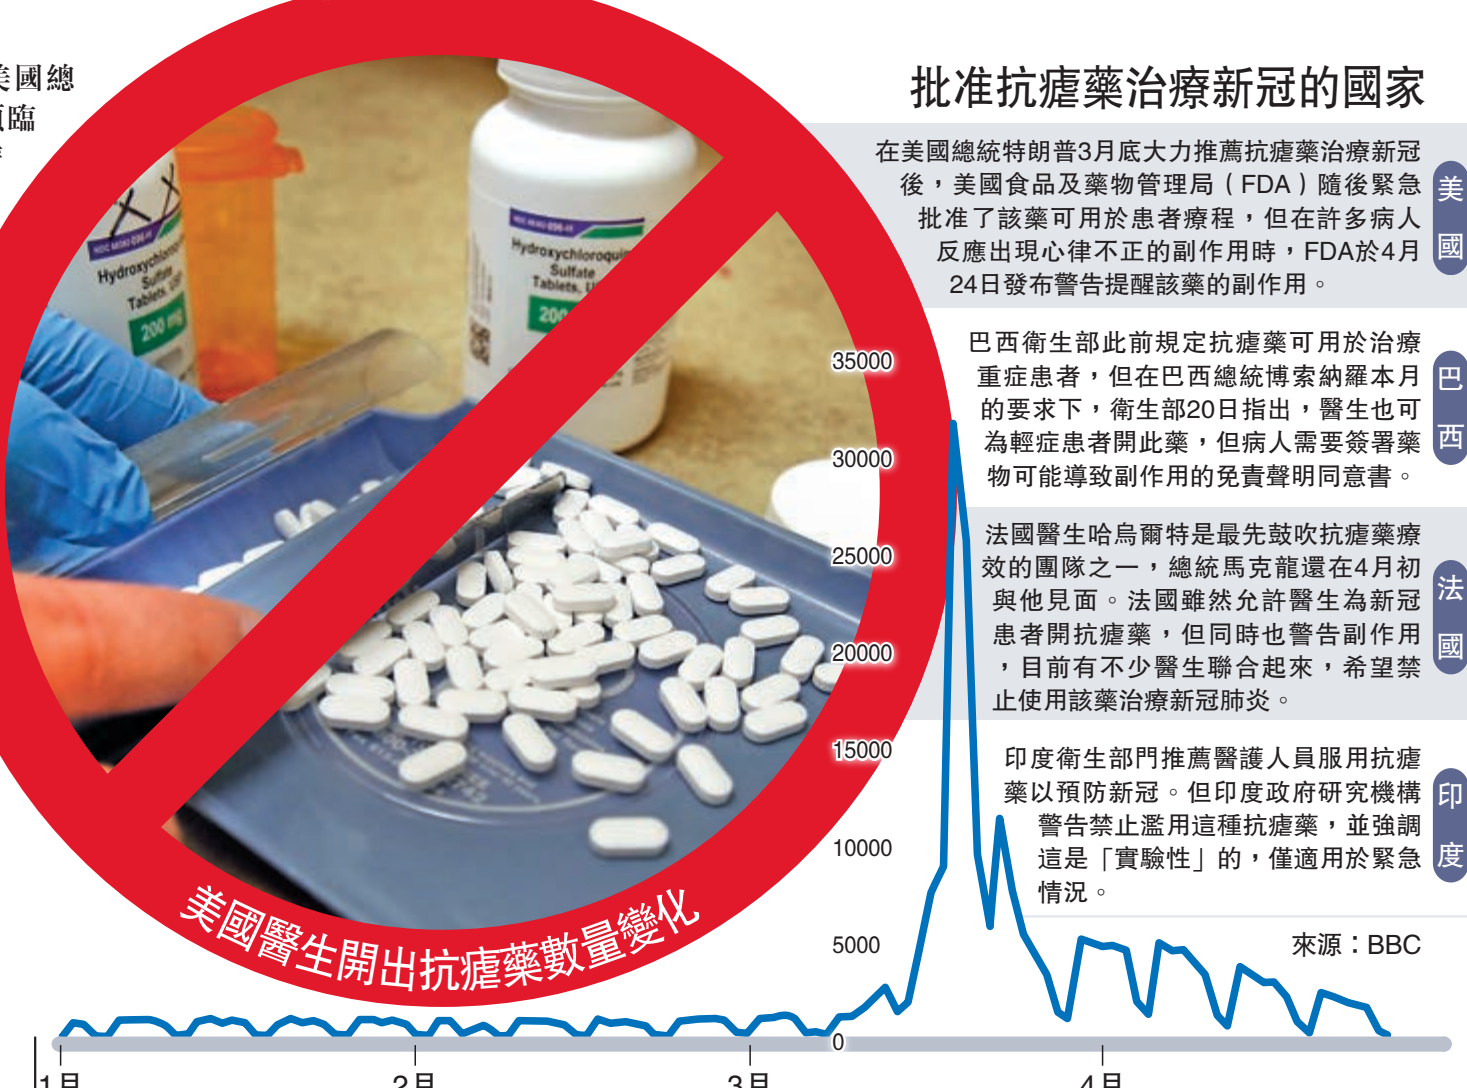 美國總
臨
批准抗瘧藥治療新冠的國家
在美國總統特朗普3月底大力推薦抗瘧藥治療新冠
後，美國食品及藥物管理局（FDA）隨後緊急
批准了該藥可用於患者療程，但在許多病人
反應出現心律不正的副作用時，FDA於4月
24日發布警告提醒該藥的副作用。
美國
巴西衛生部此前規定抗瘧藥可用於治療
重症患者，但在巴西總統博索納羅本月
的要求下，衛生部20日指出，醫生也可
為輕症患者開此藥，但病人需要簽署藥
物可能導致副作用的免責聲明同意書。
巴西
法國醫生哈烏爾特是最先鼓吹抗瘧藥療
效的團隊之一，總統馬克龍還在4月初
與他見面。法國雖然允許醫生為新冠
患者開抗瘧藥，但同時也警告副作用
，目前有不少醫生聯合起來，希望禁
止使用該藥治療新冠肺炎。
法國
印度衛生部門推薦醫護人員服用抗瘧
藥以預防新冠。但印度政府研究機構
警告禁止濫用這種抗瘧藥，並強調
這是「實驗性」的，僅適用於緊急
情況。
印度
來源：BBC
Hydroxychloroquin
Sulfate
Tablets, U
200
Hydroxychloroqui
Sulfate
Tablets, US
200 mg
美國醫生開出抗瘧藥數量變化
35000
30000
25000
20000
15000
10000
5000
0
1月
2月
3月
4月